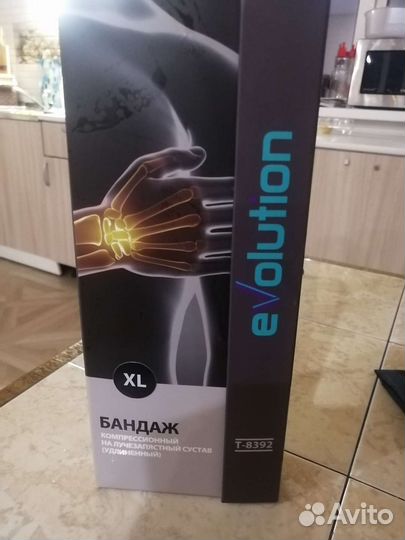 evolution
XL
БАНДАЖ
КОМПРЕССИОННЫЙ
НА ЛУЧЕЗАПЯСТНЫЙ СУСТАВ
(УДЛИНЕННЫЙ)
T-8392
Avito